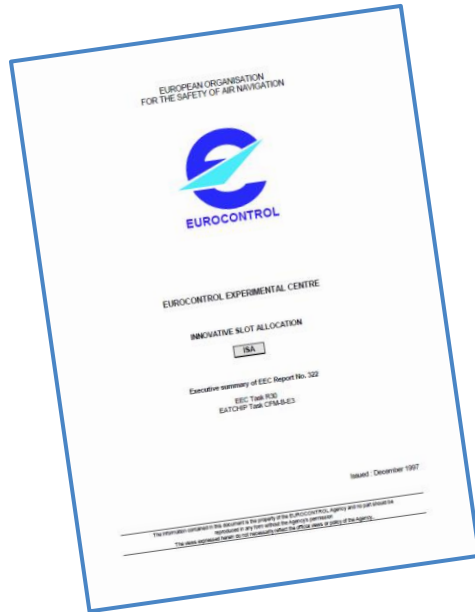 EUROPEAN ORGANISATION
FOR THE SAFETY OF AIR NAVIGATION
EUROCONTROL
EUROCONTROL EXPERIMENTAL CENTRE
INNOVATIVE SLOT ALLOCATION
ISA
Executive summary of EEC Report No. 322
EEC Task R30
EATCHIP Task CFM-B-E3
Issued : December 1997
The information contained in this document is the property of the EUROCONTROL Agency and no part should be
reproduced in any form without the Agency's permission
The views expressed herein do not necessarily reflect the official views or policy of the Agency.